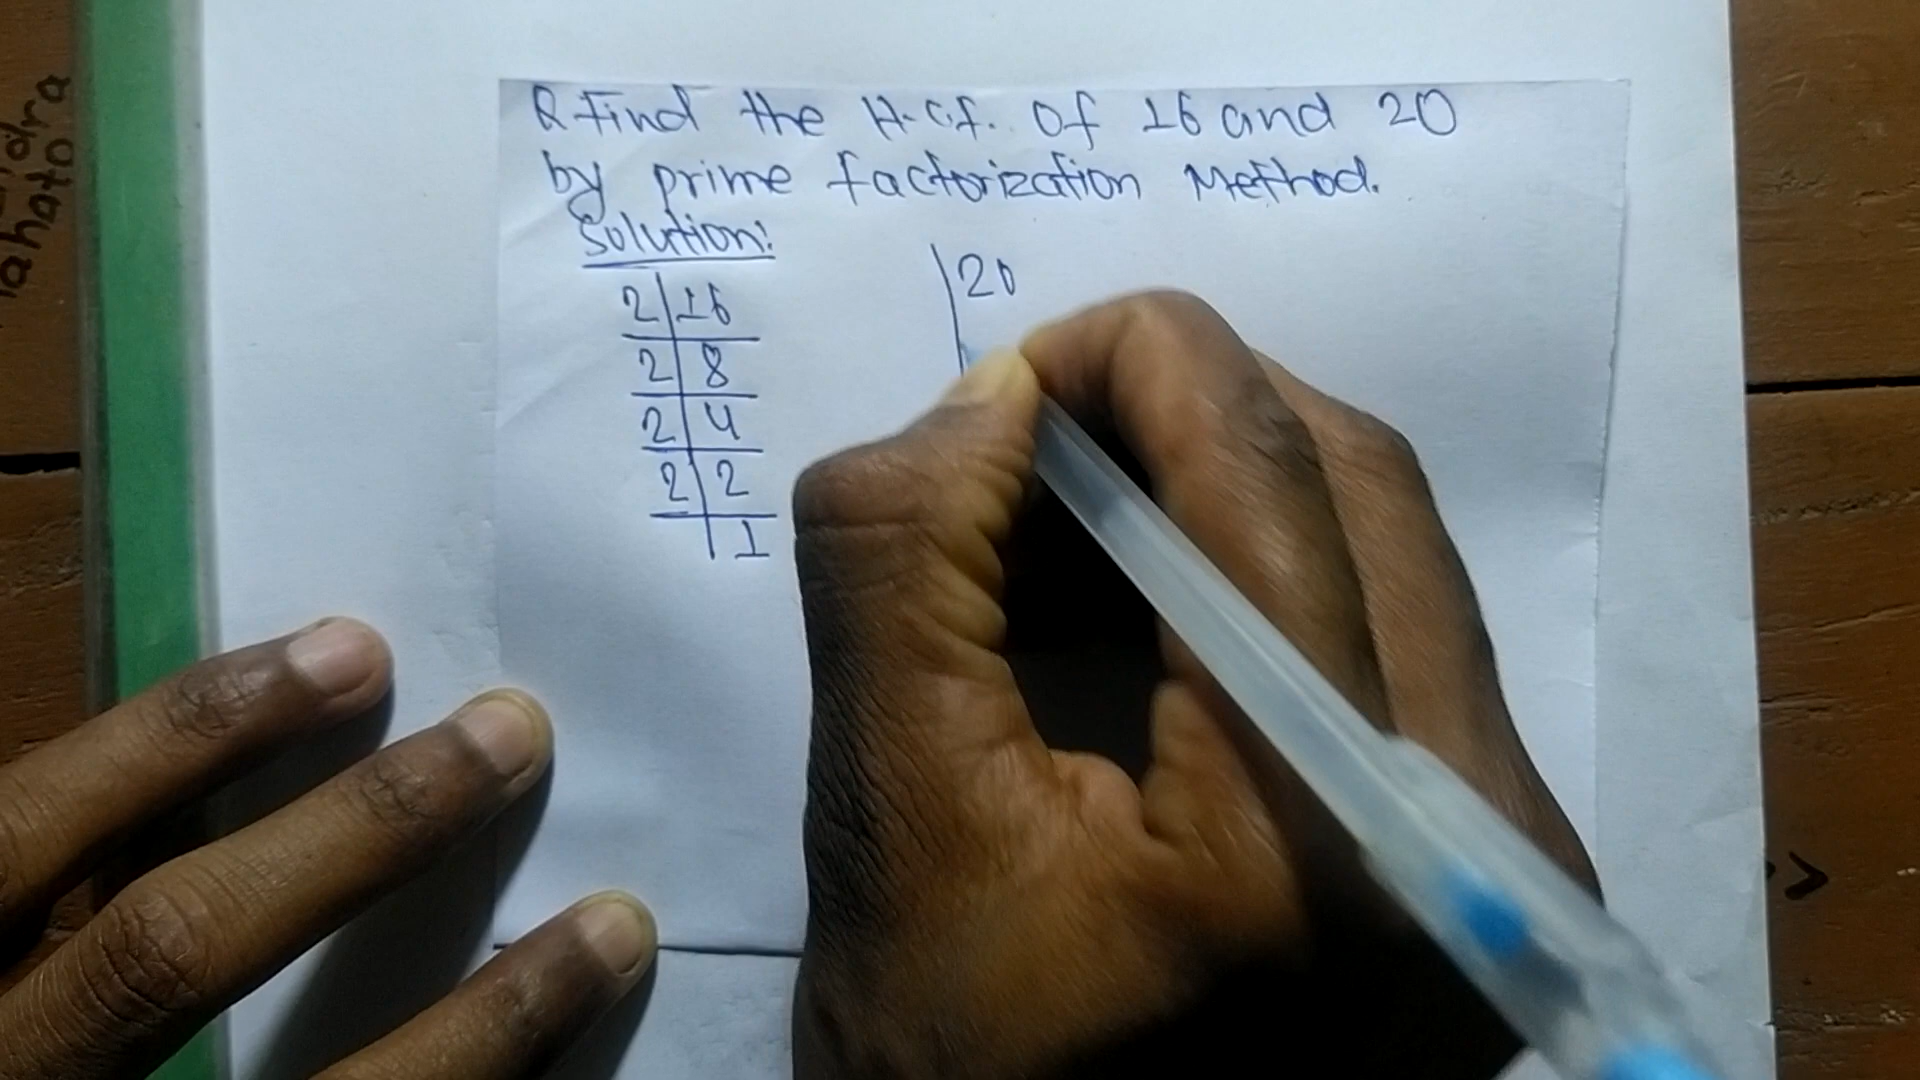 Q Find the H.C.f. of 16 and 20
by prime factorization Method.
Solution:
2 16
2 8
2 4
2 2
1
20